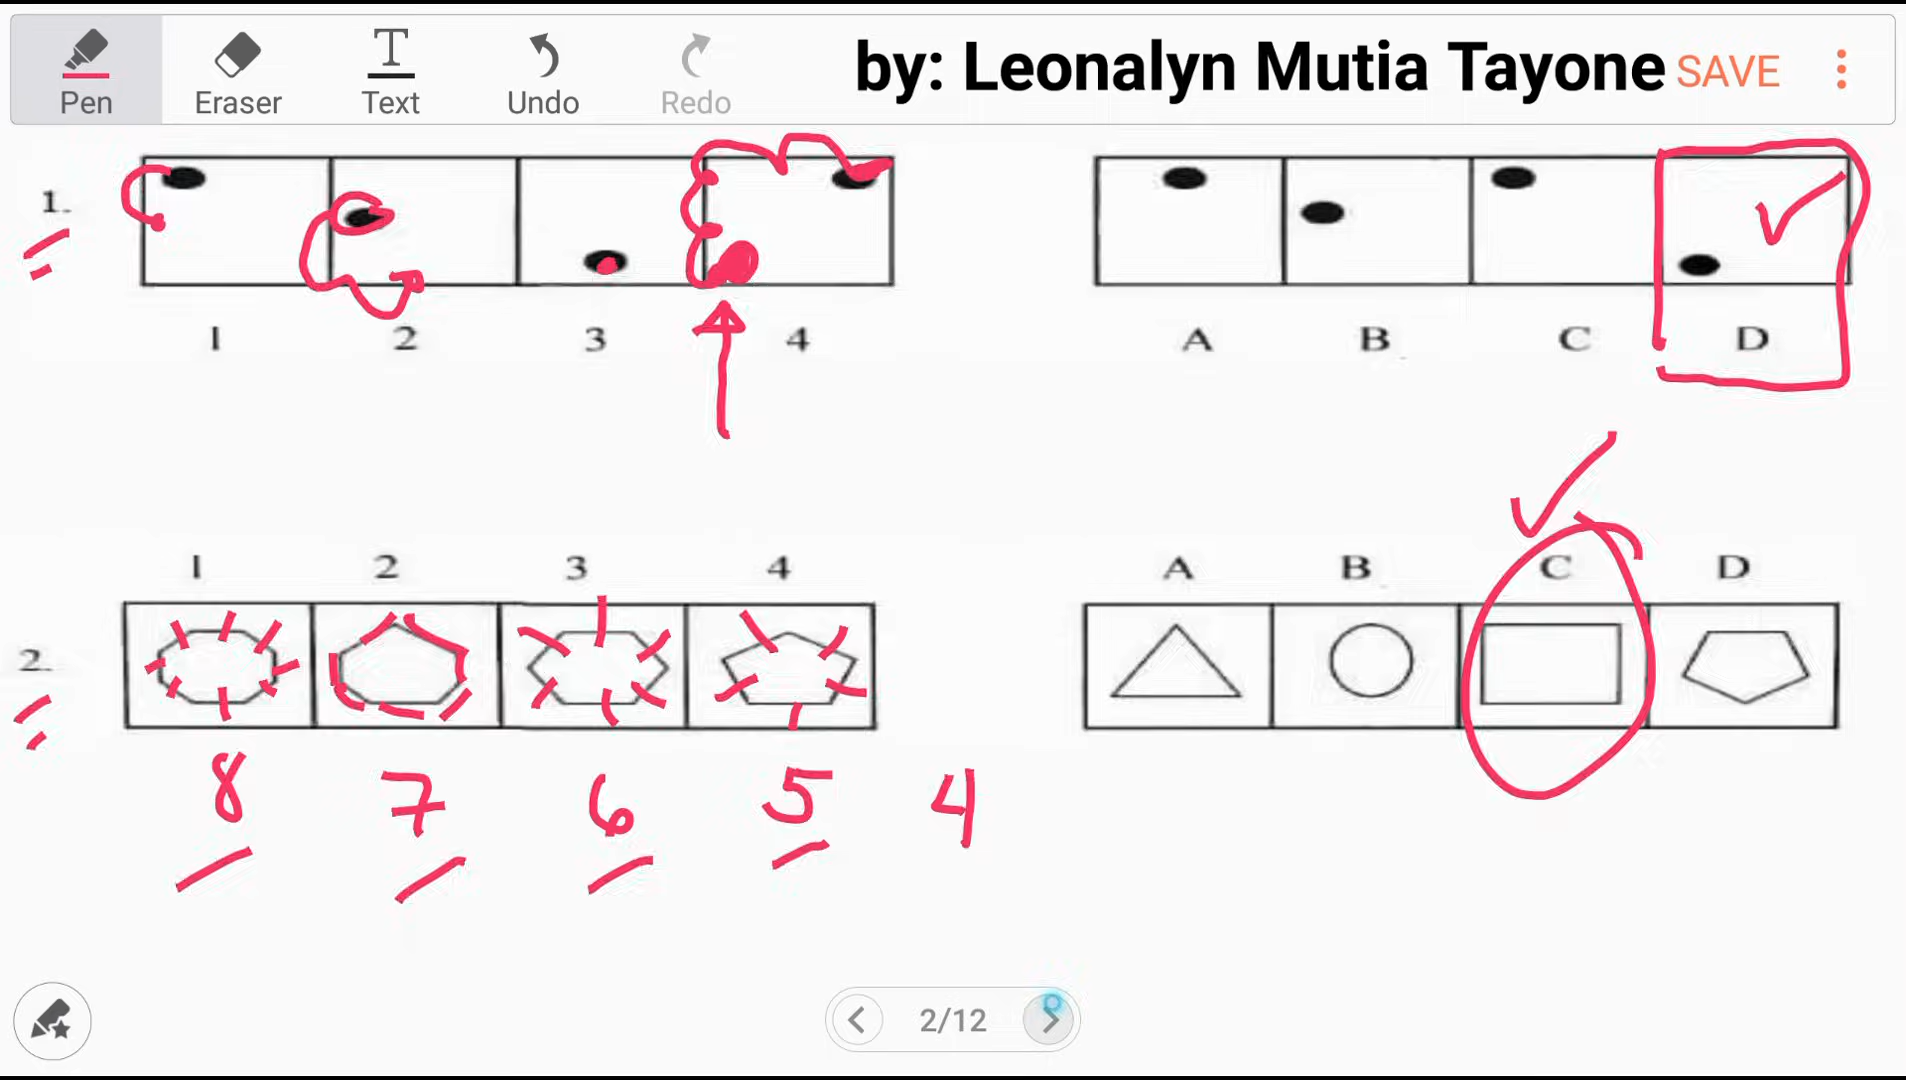 Pen Eraser Text Undo Redo by: Leonalyn Mutia Tayone SAVE
1.
1 2 3 4 A B C D
1 2 3 4 A B C D
2.
8 7 6 5 4
2/12